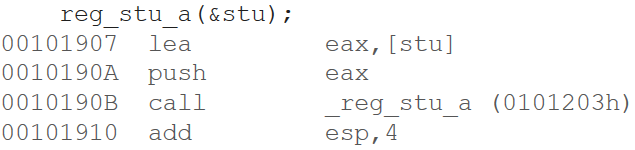 reg_stu_a(&stu);
00101907 lea eax,[stu]
0010190A push eax
0010190B call _reg_stu_a (0101203h)
00101910 add esp,4